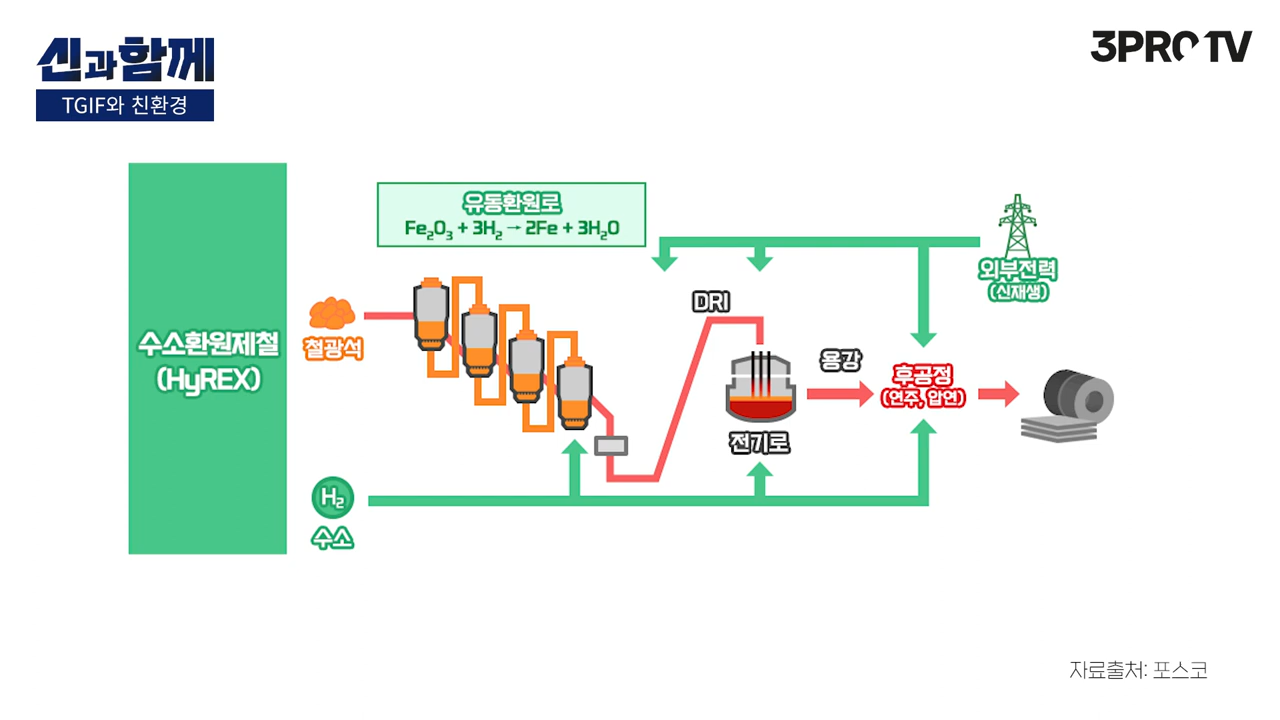 신과함께
TGIF와 친환경
3PRO TV
수소환원제철
(HyREX)
유동환원로
Fe₂O₃ + 3H₂ → 2Fe + 3H₂O
철광석
H₂
수소
DRI
전기로
용강
외부전력
(신재생)
후공정
(연주, 압연)
자료출처: 포스코